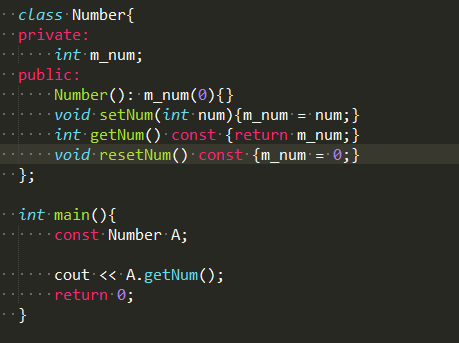 class Number{
private:
    int m_num;
public:
    Number(): m_num(0){}
    void setNum(int num){m_num = num;}
    int getNum() const {return m_num;}
    void resetNum() const {m_num = 0;}
};
int main(){
    const Number A;
    cout << A.getNum();
    return 0;
}